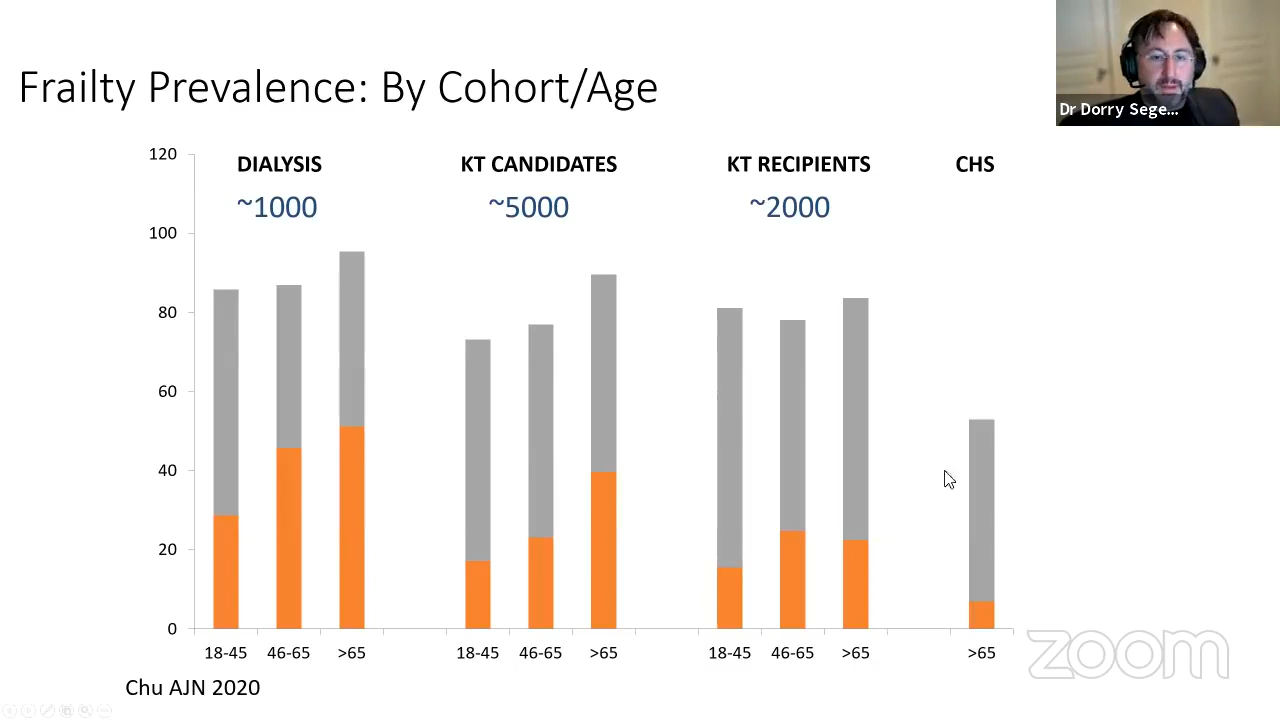 Frailty Prevalence: By Cohort/Age
Dr Dorry Sege...
DIALYSIS KT CANDIDATES KT RECIPIENTS CHS
~1000 ~5000 ~2000
120
100
80
60
40
20
0
18-45 46-65 >65 18-45 46-65 >65 18-45 46-65 >65 >65
Chu AJN 2020
zoom